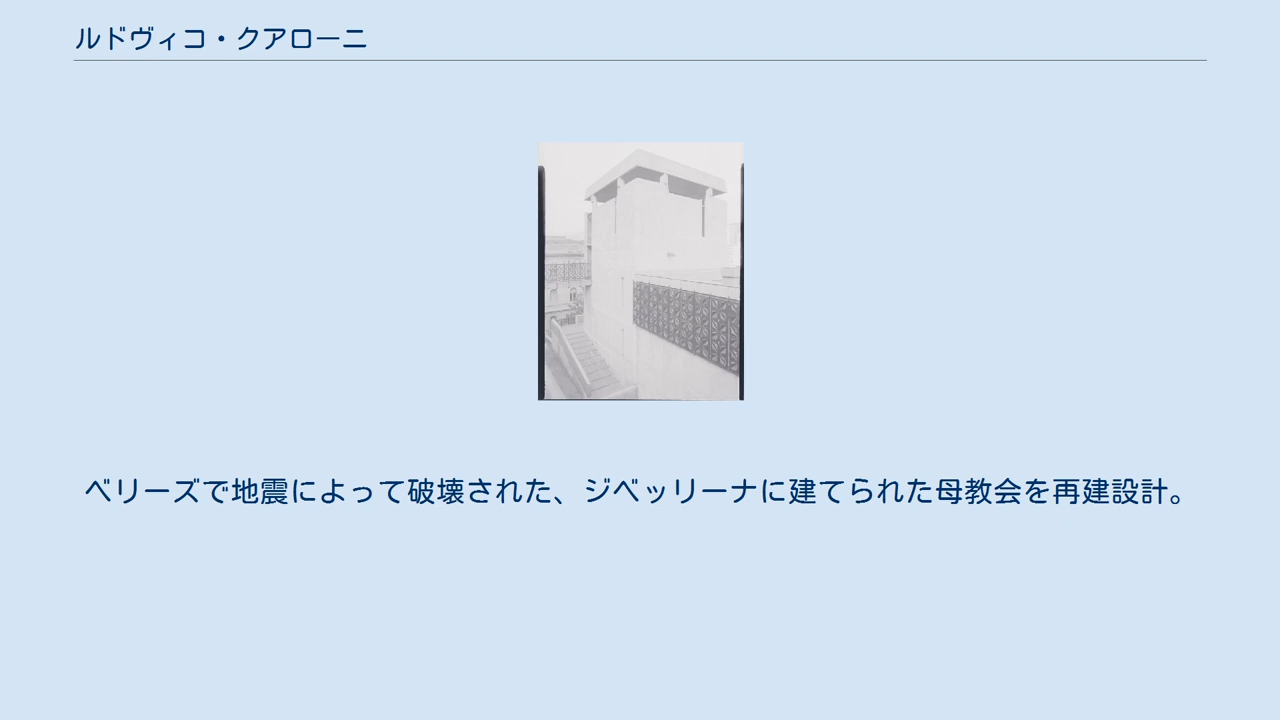 ルドヴィコ・クアローニ
ベリーズで地震によって破壊された、ジベッリーナに建てられた母教会を再建設計。